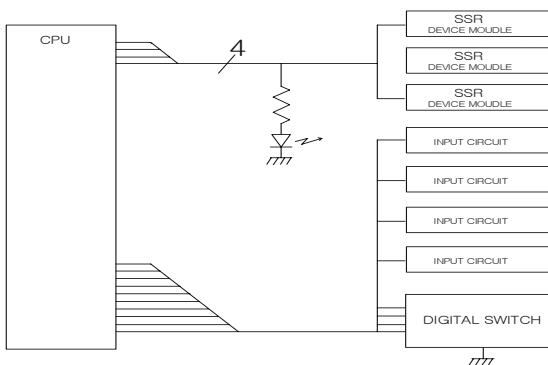 CPU
4
SSR
DEVICE MOUDLE
SSR
DEVICE MOUDLE
SSR
DEVICE MOUDLE
INPUT CIRCUIT
INPUT CIRCUIT
INPUT CIRCUIT
INPUT CIRCUIT
DIGITAL SWITCH